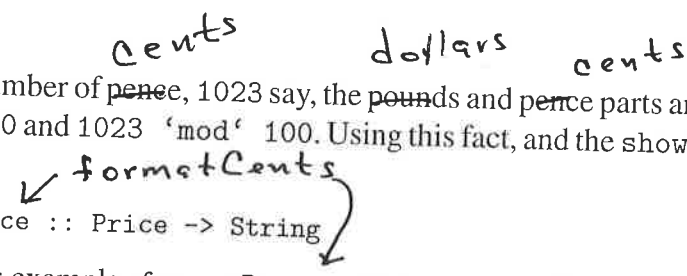 cents dollars cents
mber of pence, 1023 say, the pounds and pence parts a
0 and 1023 ‘mod‘ 100. Using this fact, and the show
formatCents
ce :: Price -> String